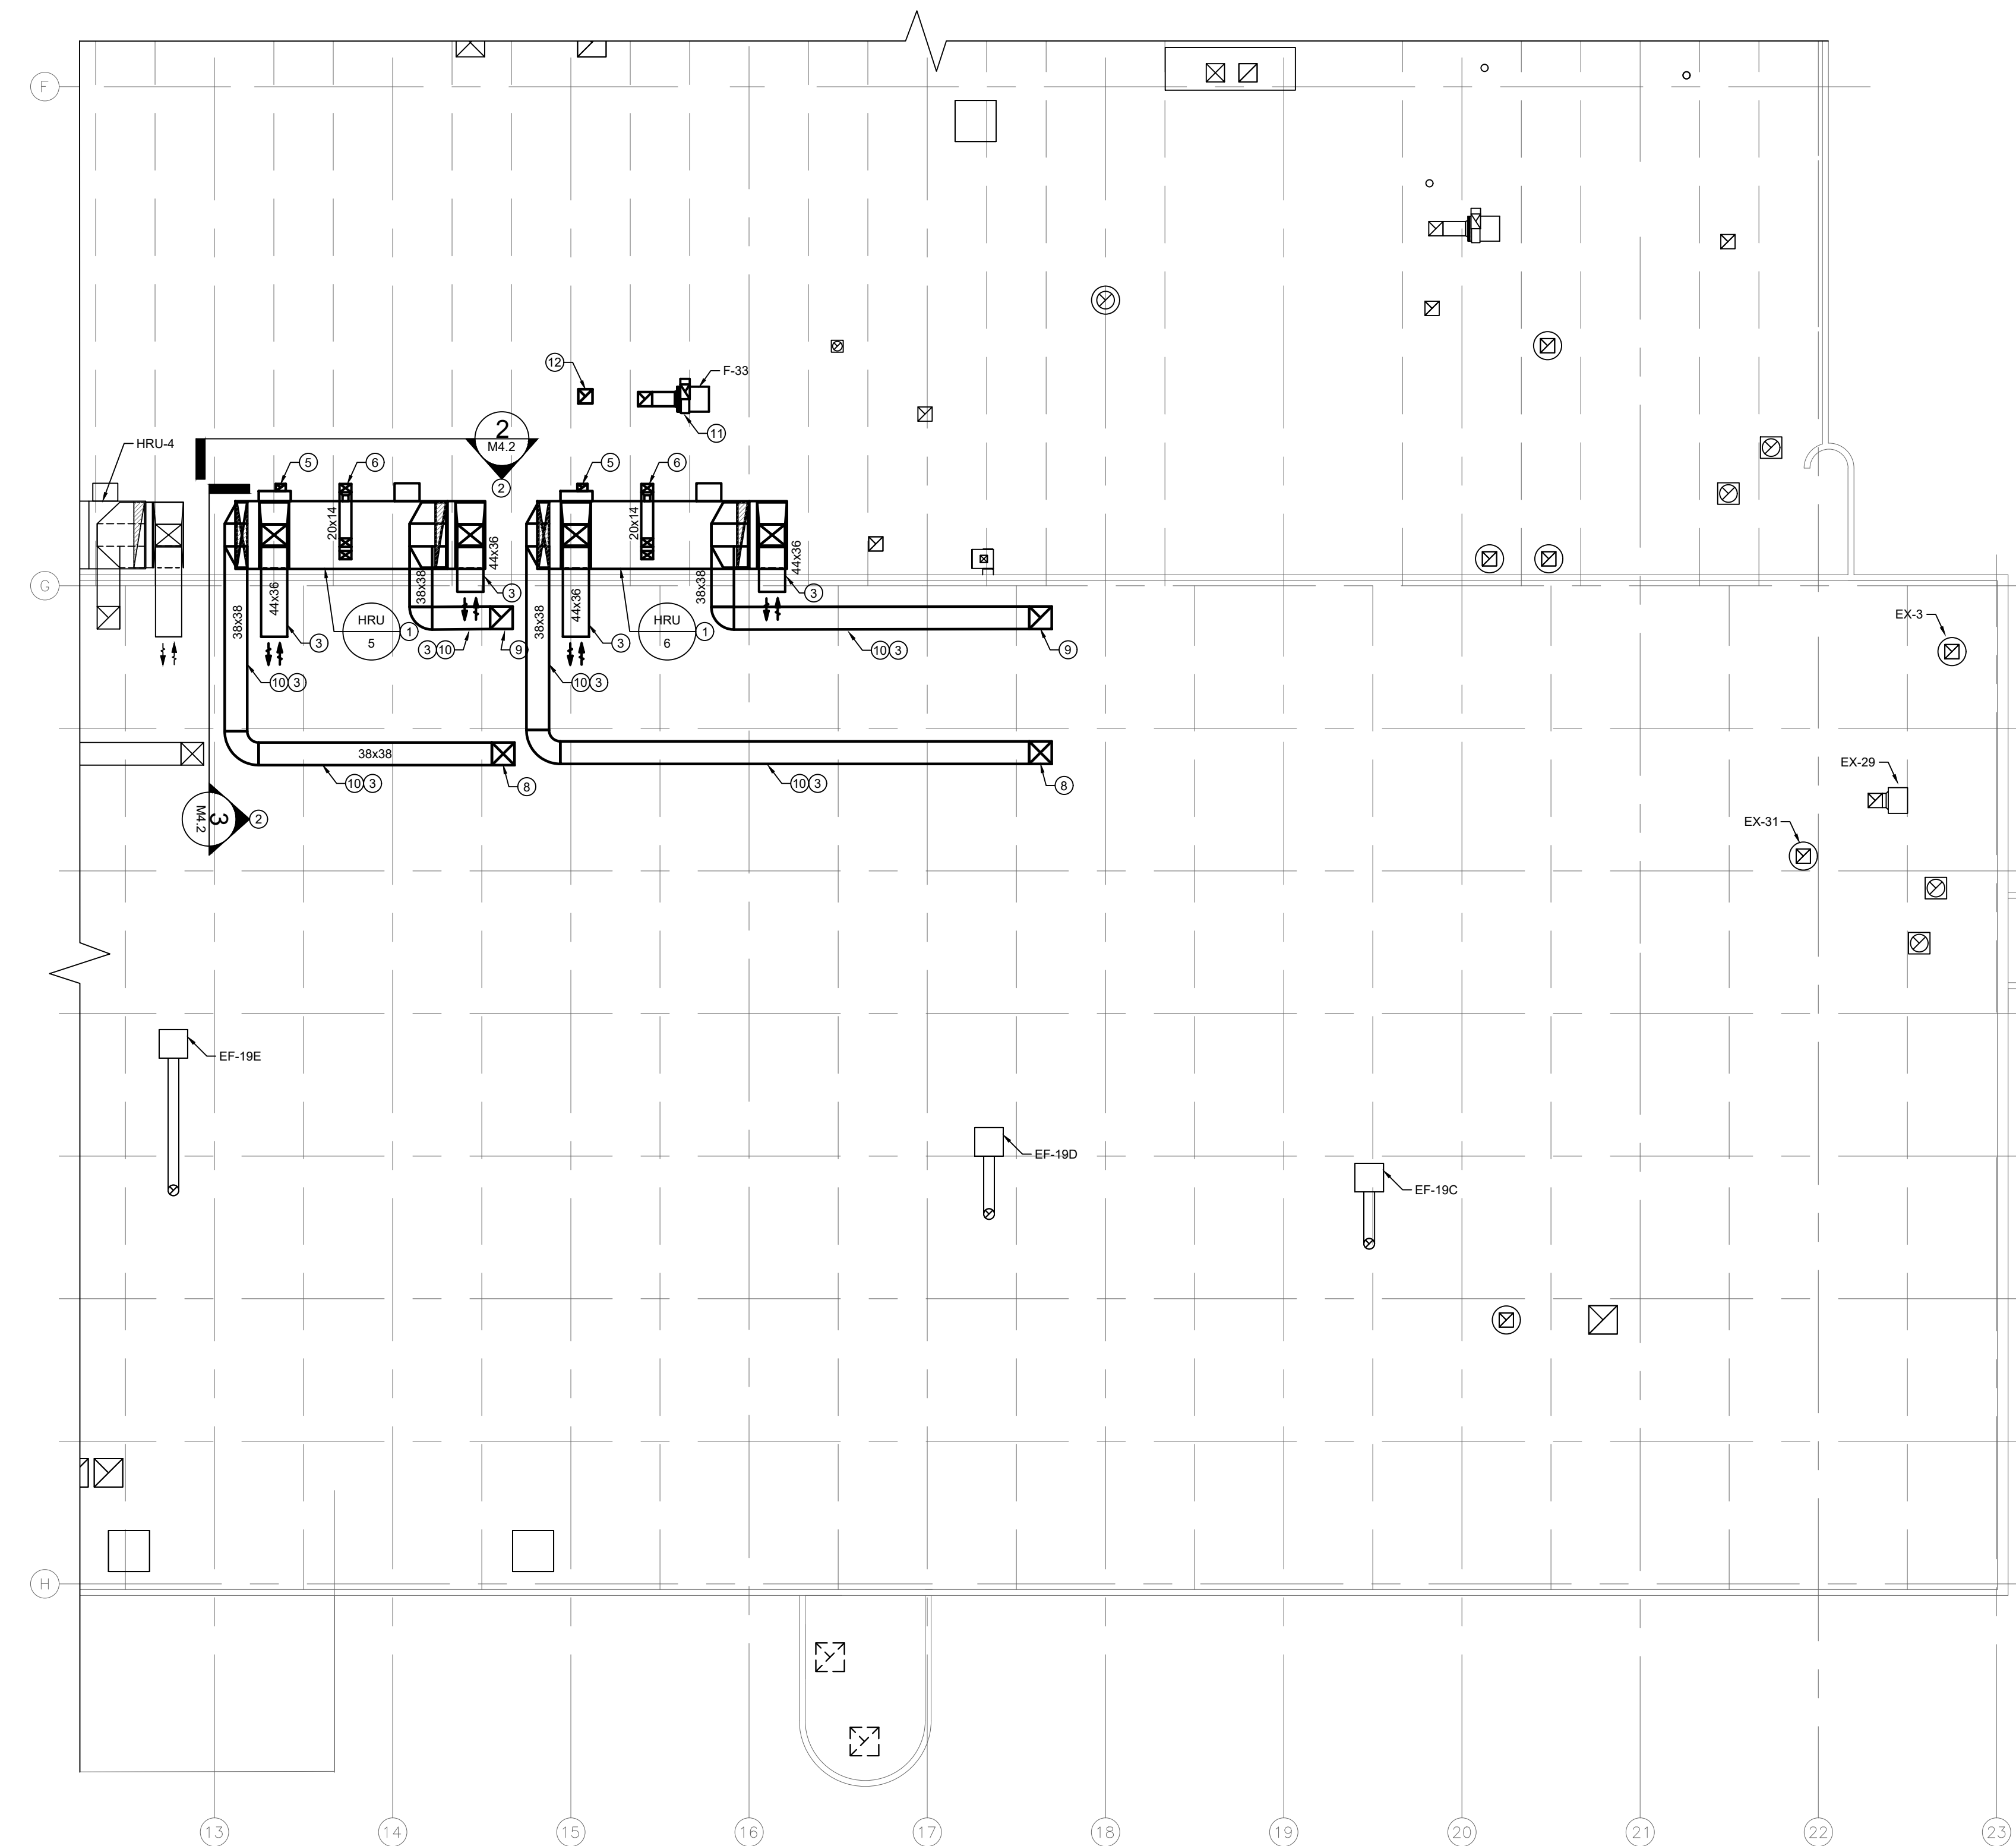 F
F-33
12
11
2
M4.2
2
HRU-4
5
6
5
6
20x14
20x14
44x36
44x36
G
38x38
44x36
38x38
38x38
44x36
38x38
3
3
HRU
5
1
HRU
6
1
3
3 10
9
3
10 3
9
EX-3
10 3
10 3
38x38
10 3
8
10 3
8
EX-29
3
M4.2
2
EX-31
EF-19E
EF-19D
EF-19C
H
13
14
15
16
17
18
19
20
21
22
23